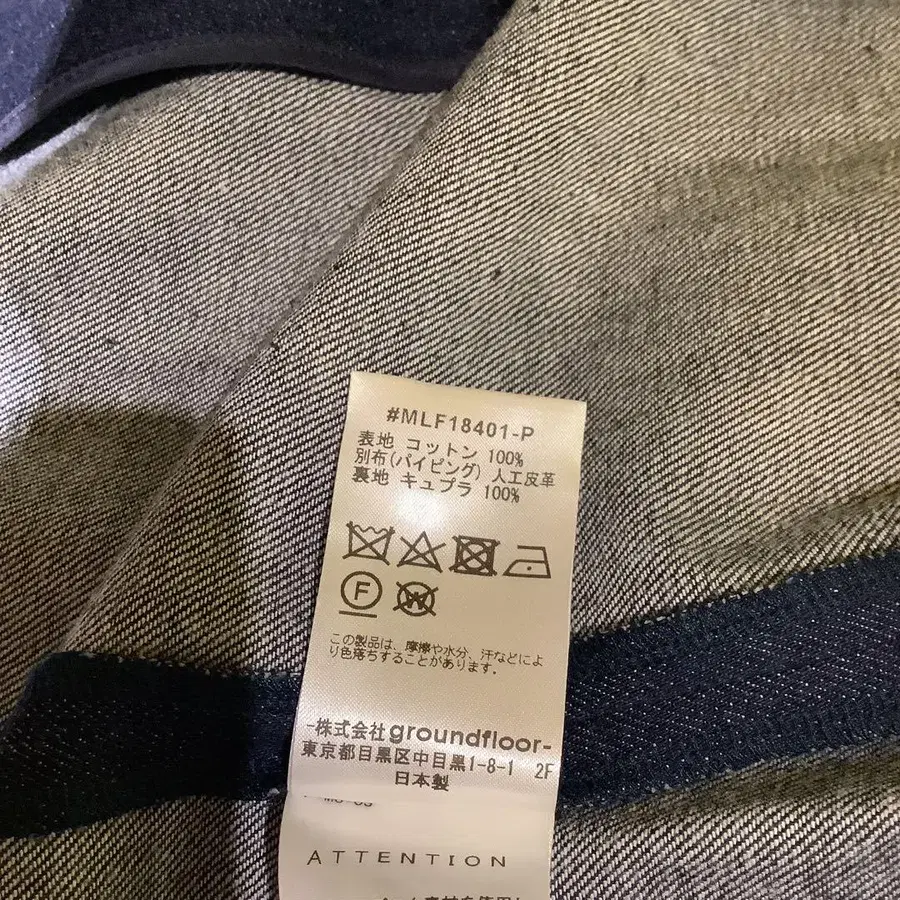 #MLF18401-P
表地 コットン 100%
別布(パイピング) 人工皮革
裏地 キュプラ 100%
F
W
この製品は、摩擦や水分、汗などによ
り色落ちすることがあります。
-株式会社groundfloor-
東京都目黒区中目黒1-8-1 2F
日本製
ATTENTION